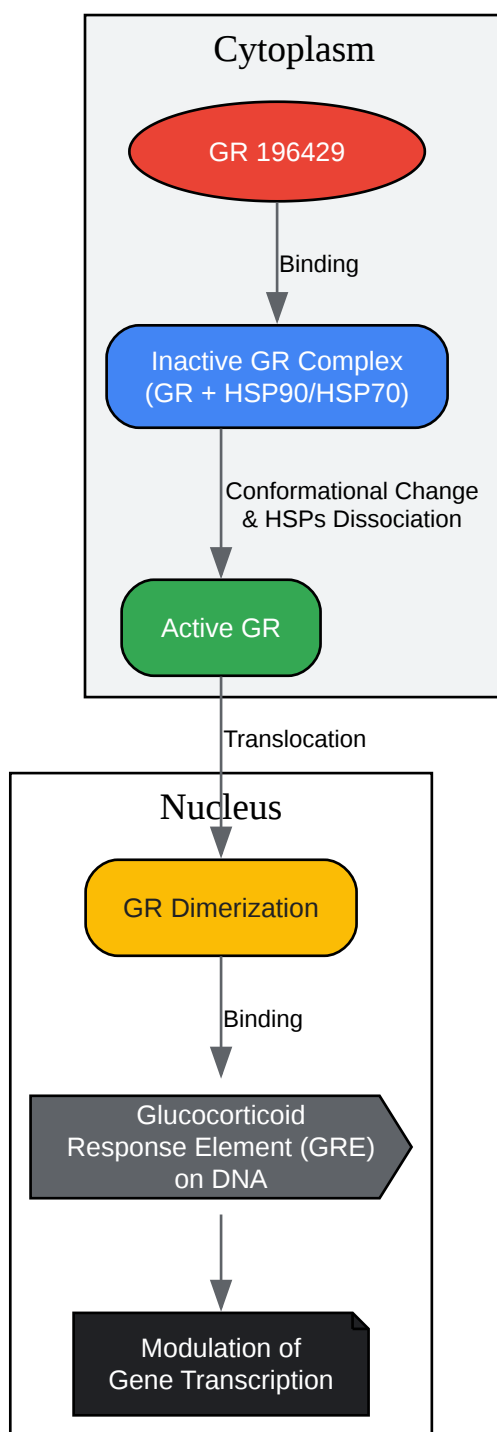 Cytoplasm
GR 196429
Binding
Inactive GR Complex
(GR + HSP90/HSP70)
Conformational Change
& HSPs Dissociation
Active GR
Translocation
Nucleus
GR Dimerization
Binding
Glucocorticoid
Response Element (GRE)
on DNA
Modulation of
Gene Transcription